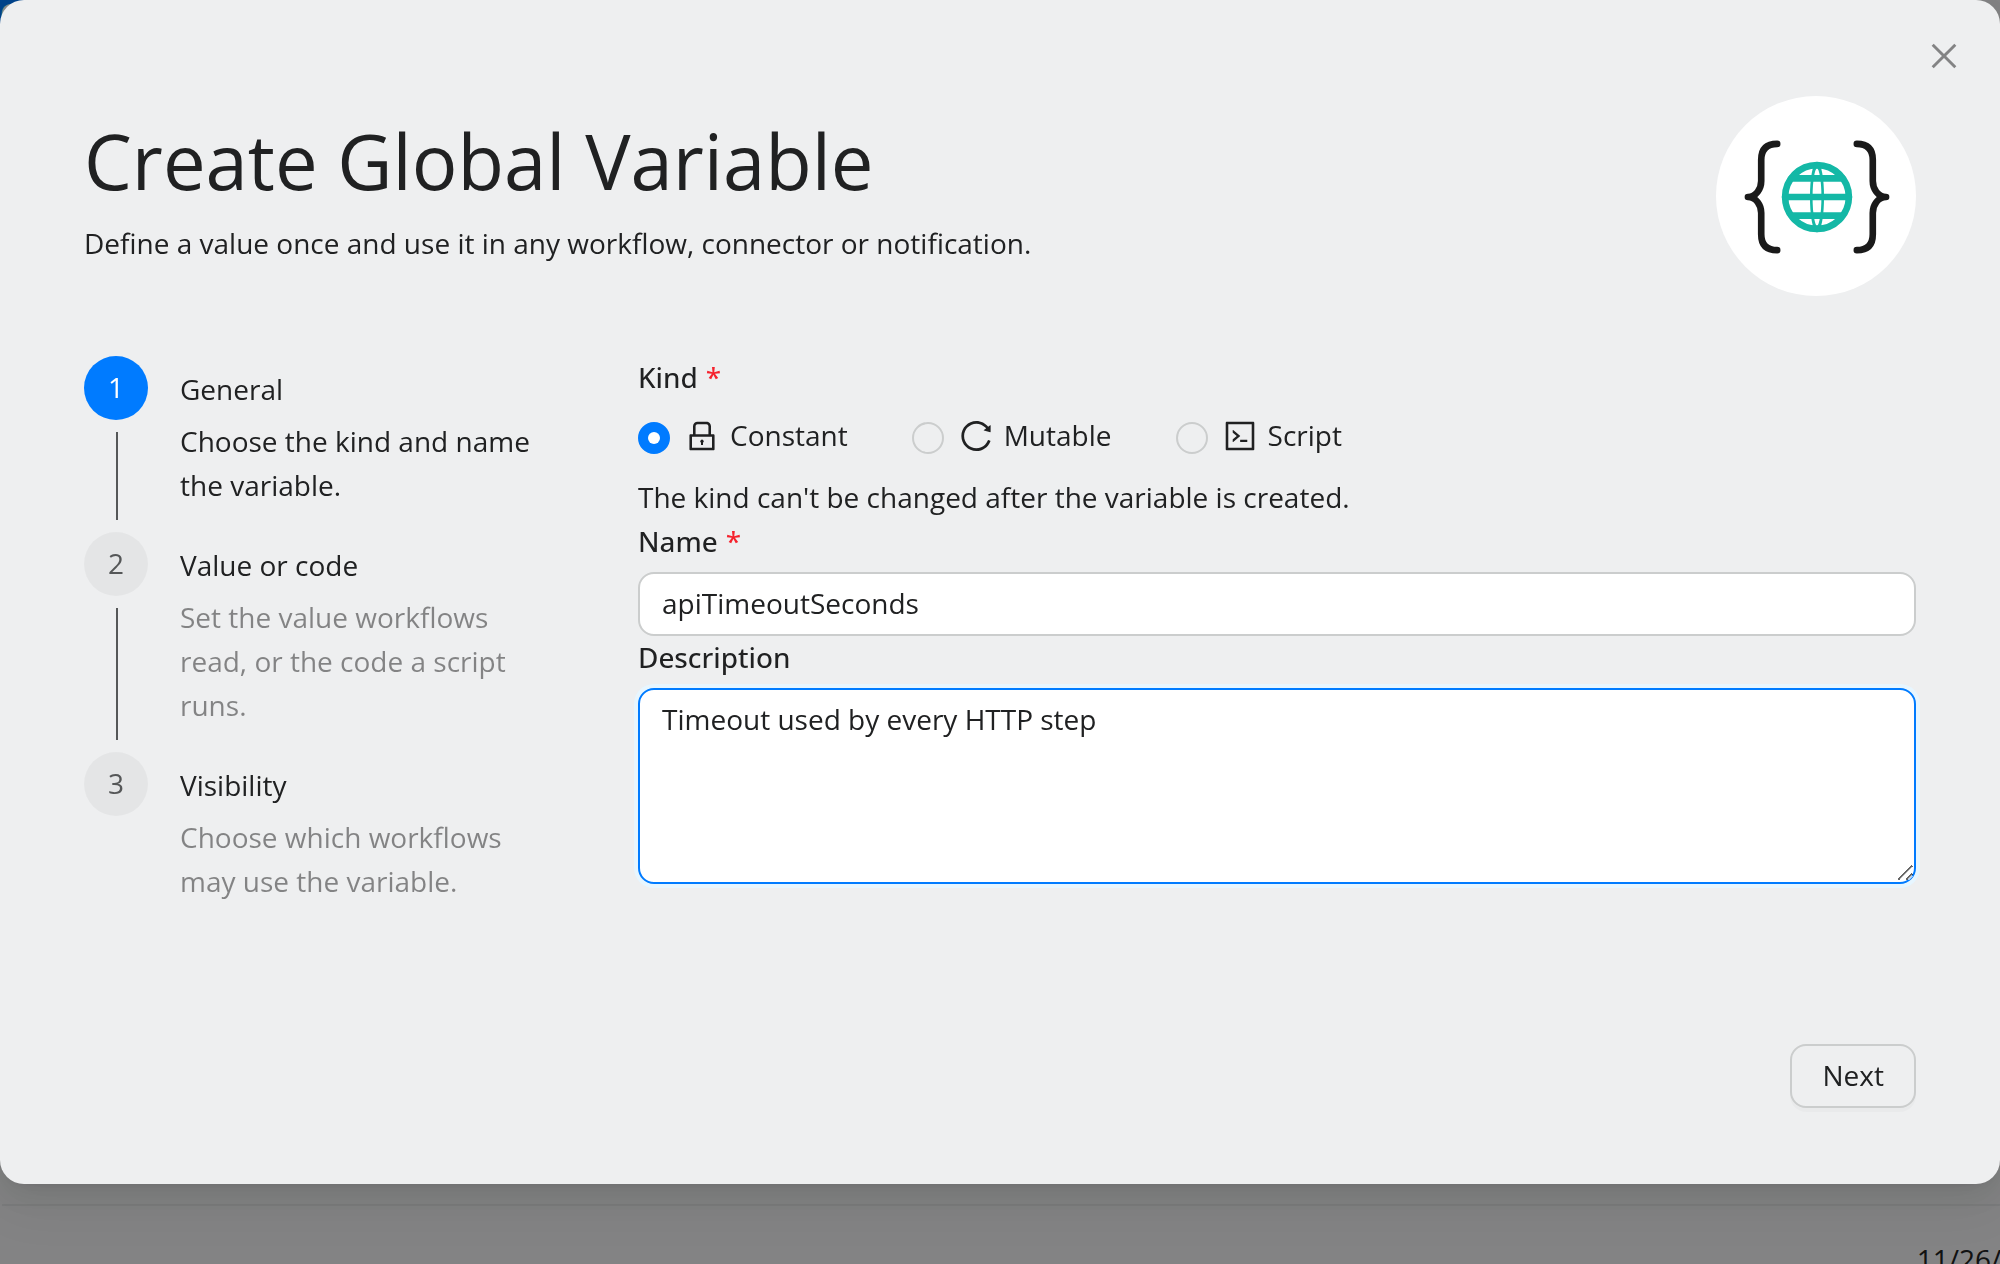 Create Global Variable
Define a value once and use it in any workflow, connector or notification.
1
General
Choose the kind and name
the variable.
2
Value or code
Set the value workflows
read, or the code a script
runs.
3
Visibility
Choose which workflows
may use the variable.
Kind *
Constant
Mutable
Script
The kind can't be changed after the variable is created.
Name *
apiTimeoutSeconds
Description
Timeout used by every HTTP step
Next
11/26/